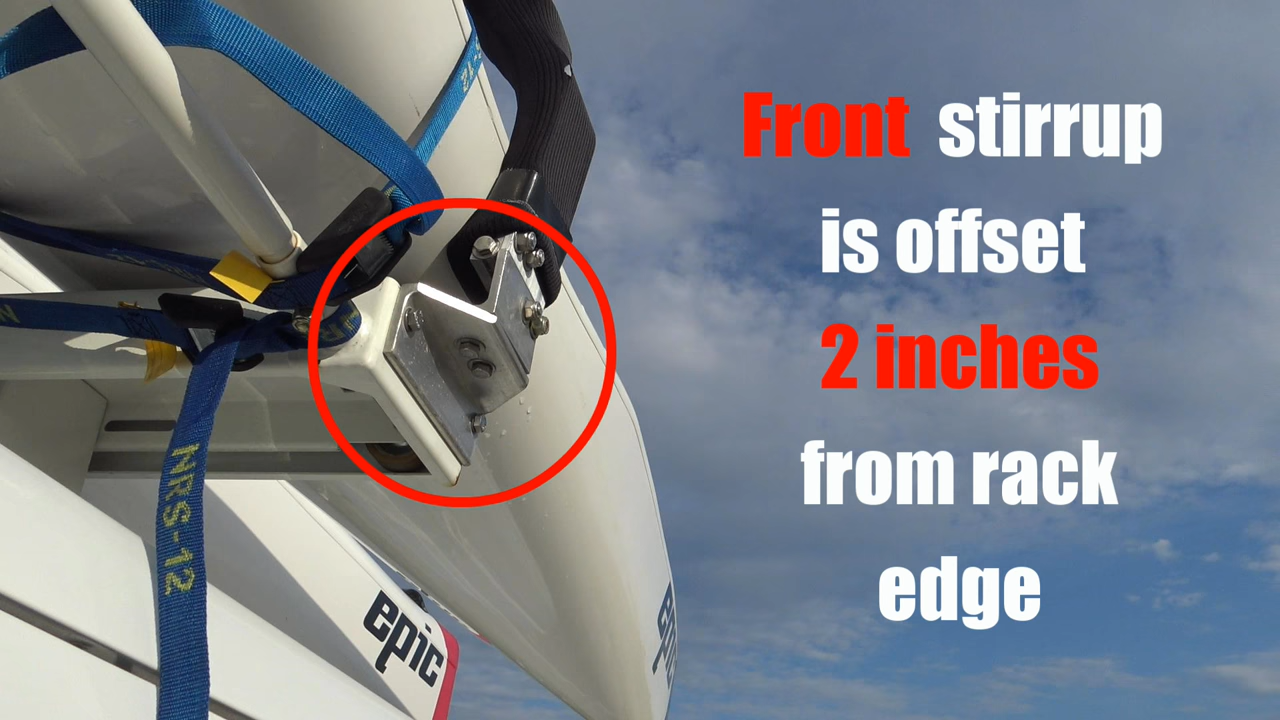 Front stirrup
is offset
2 inches
from rack
edge
NRS-12
epic
epic